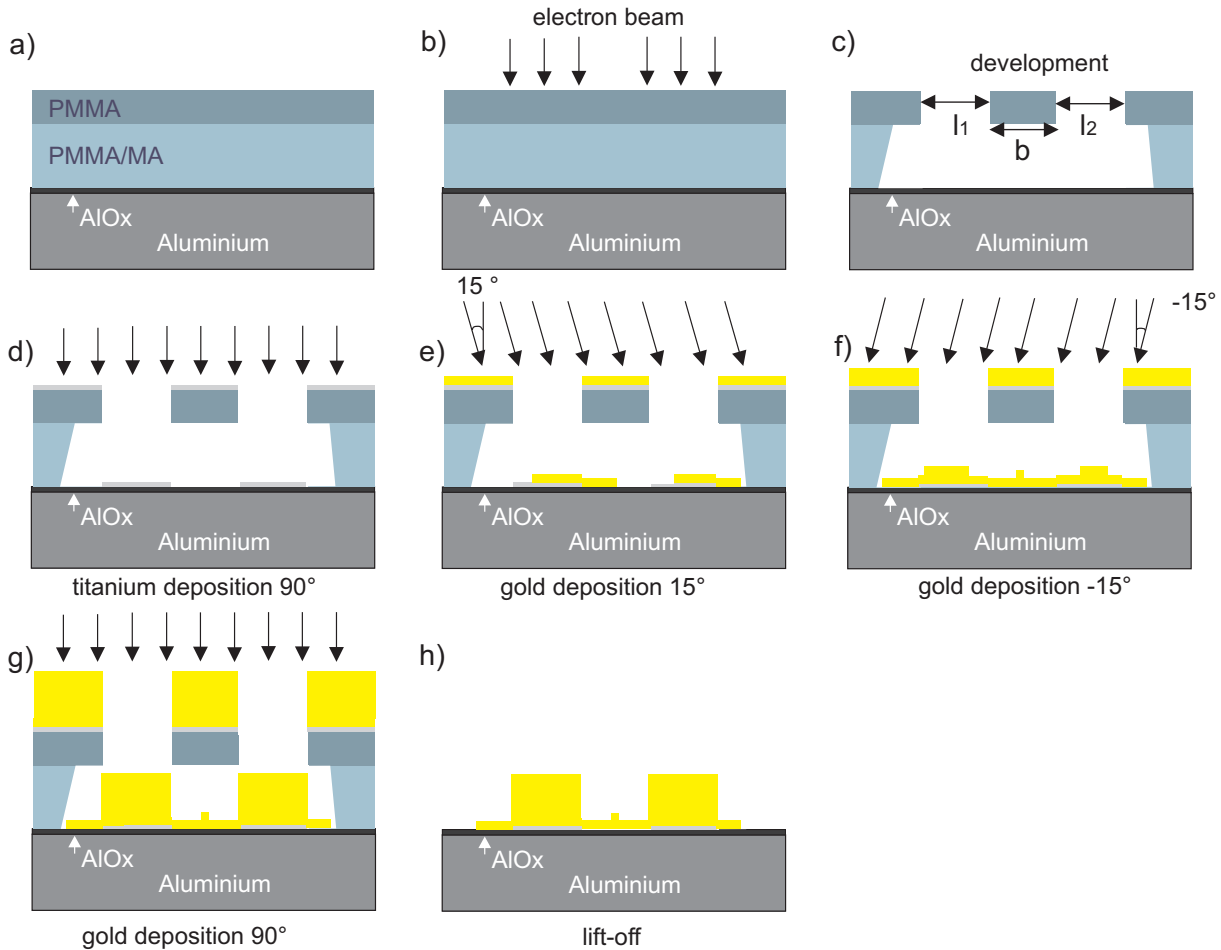 a)
PMMA
PMMA/MA
AlOx
Aluminium
b)
electron beam
AlOx
Aluminium
c)
development
l1
l2
b
AlOx
Aluminium
d)
AlOx
Aluminium
titanium deposition 90°
e)
15 °
AlOx
Aluminium
gold deposition 15°
f)
-15°
AlOx
Aluminium
gold deposition -15°
g)
AlOx
Aluminium
gold deposition 90°
h)
AlOx
Aluminium
lift-off